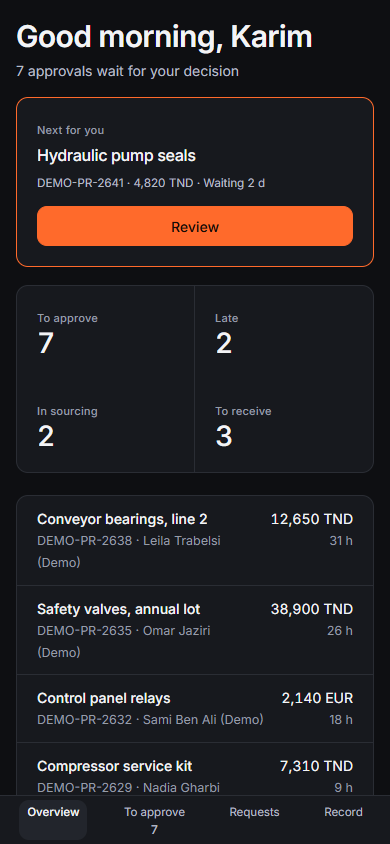 Good morning, Karim
7 approvals wait for your decision
Next for you
Hydraulic pump seals
DEMO-PR-2641 · 4,820 TND · Waiting 2 d
Review
To approve
7
Late
2
In sourcing
2
To receive
3
Conveyor bearings, line 2 12,650 TND
DEMO-PR-2638 · Leila Trabelsi 31 h
(Demo)
Safety valves, annual lot 38,900 TND
DEMO-PR-2635 · Omar Jaziri 26 h
(Demo)
Control panel relays 2,140 EUR
DEMO-PR-2632 · Sami Ben Ali (Demo) 18 h
Compressor service kit 7,310 TND
DEMO-PR-2629 · Nadia Gharbi 9 h
Overview To approve Requests Record
7